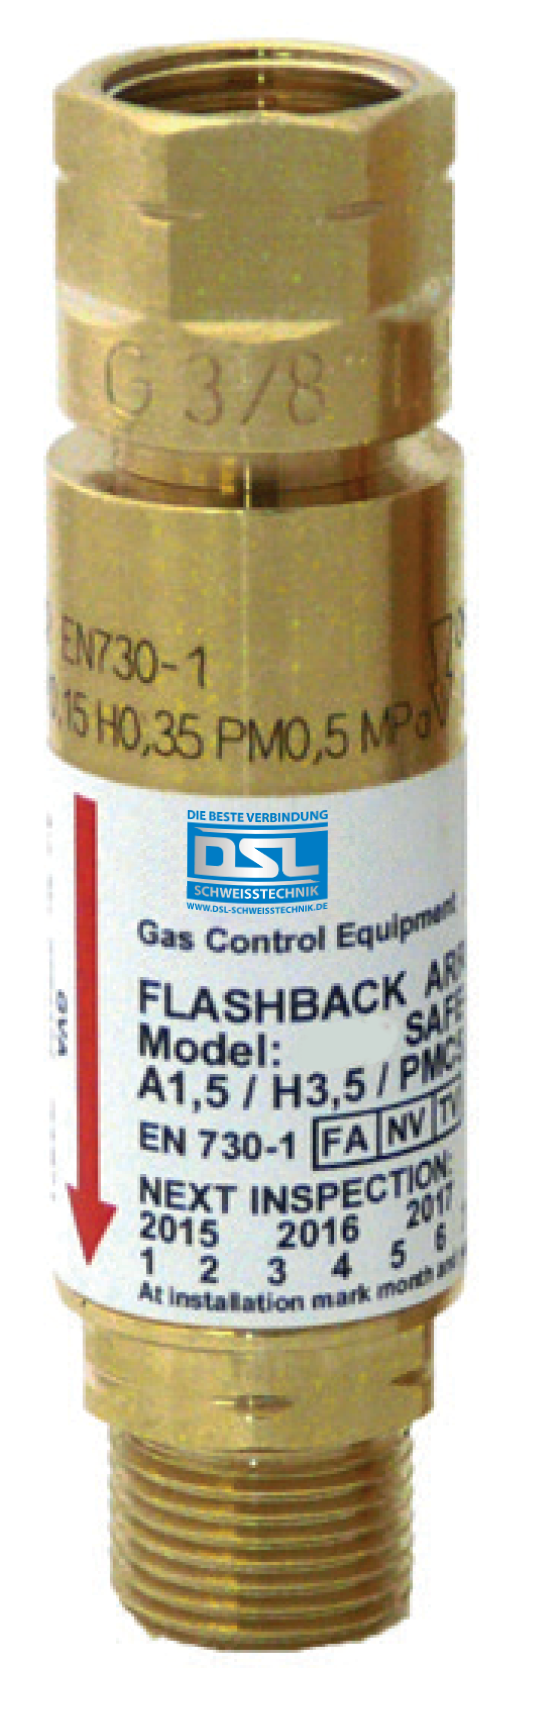 G 3/8
EN730-1
0,15 H0,35 PM0,5 MPa
DIE BESTE VERBINDUNG
DSL
SCHWEISSTECHNIK
WWW.DSL-SCHWEISSTECHNIK.DE
Gas Control Equipment
FLASHBACK
Model:
A1,5 / H3,5 /
EN 730-1 FA NV
NEXT INSPECTION:
2015 2016 2017
1 2 3 4 5 6
At installation mark month and